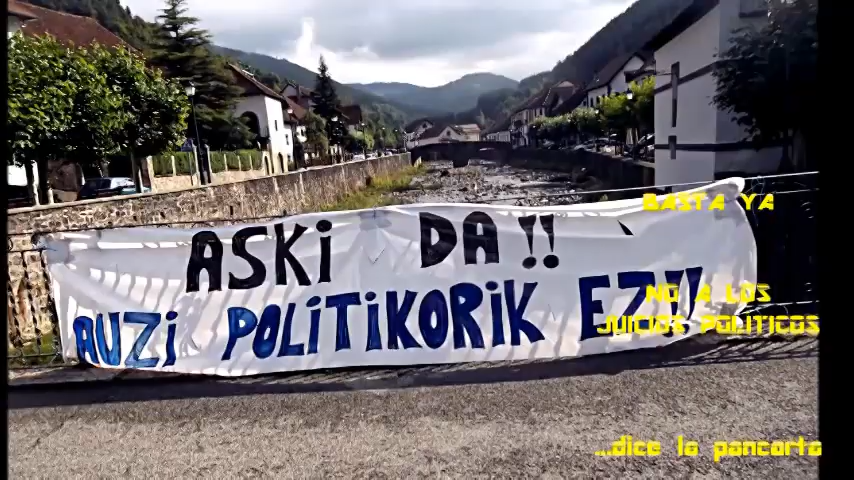 ASKi DA!!
AUZi POLiTiKORiK EZ!!
BASTA YA
NO A LOS
JUICIOS POLITICOS
...dice la pancarta